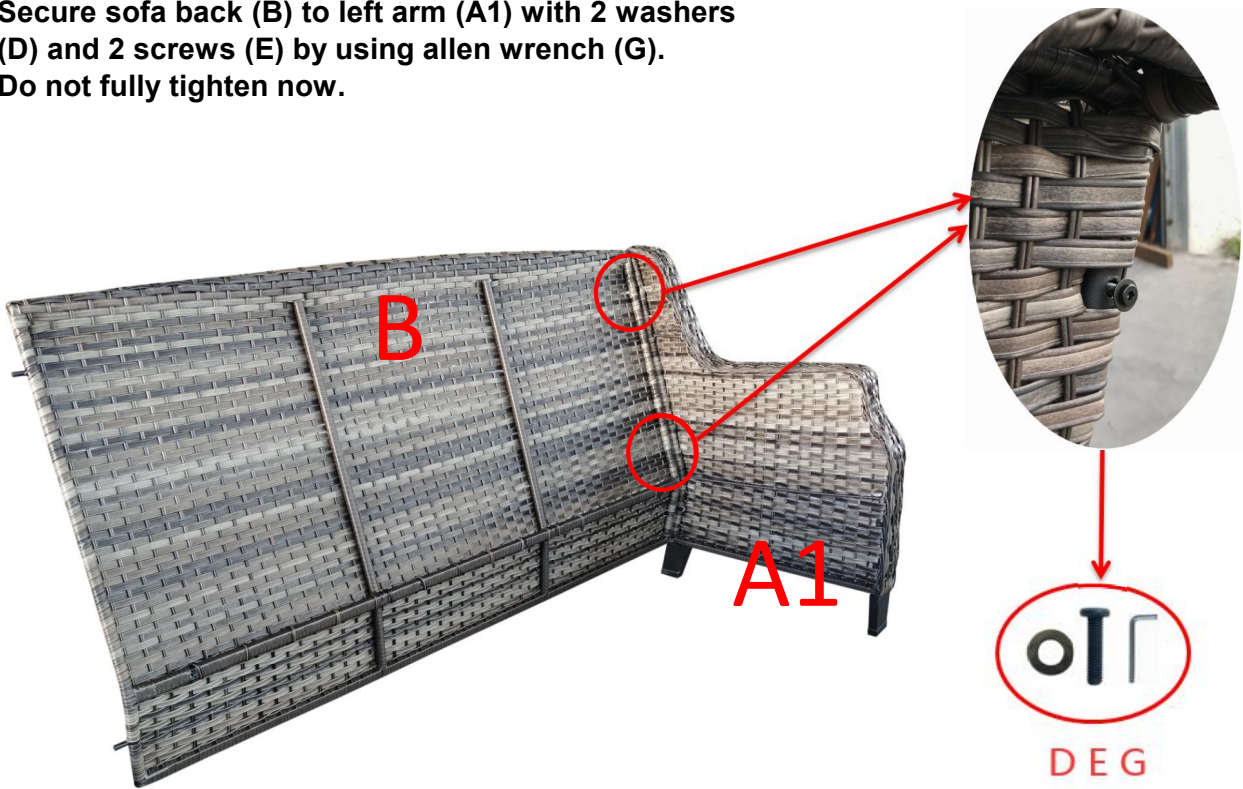 Secure sofa back (B) to left arm (A1) with 2 washers
(D) and 2 screws (E) by using allen wrench (G).
Do not fully tighten now.
B
A1
D E G